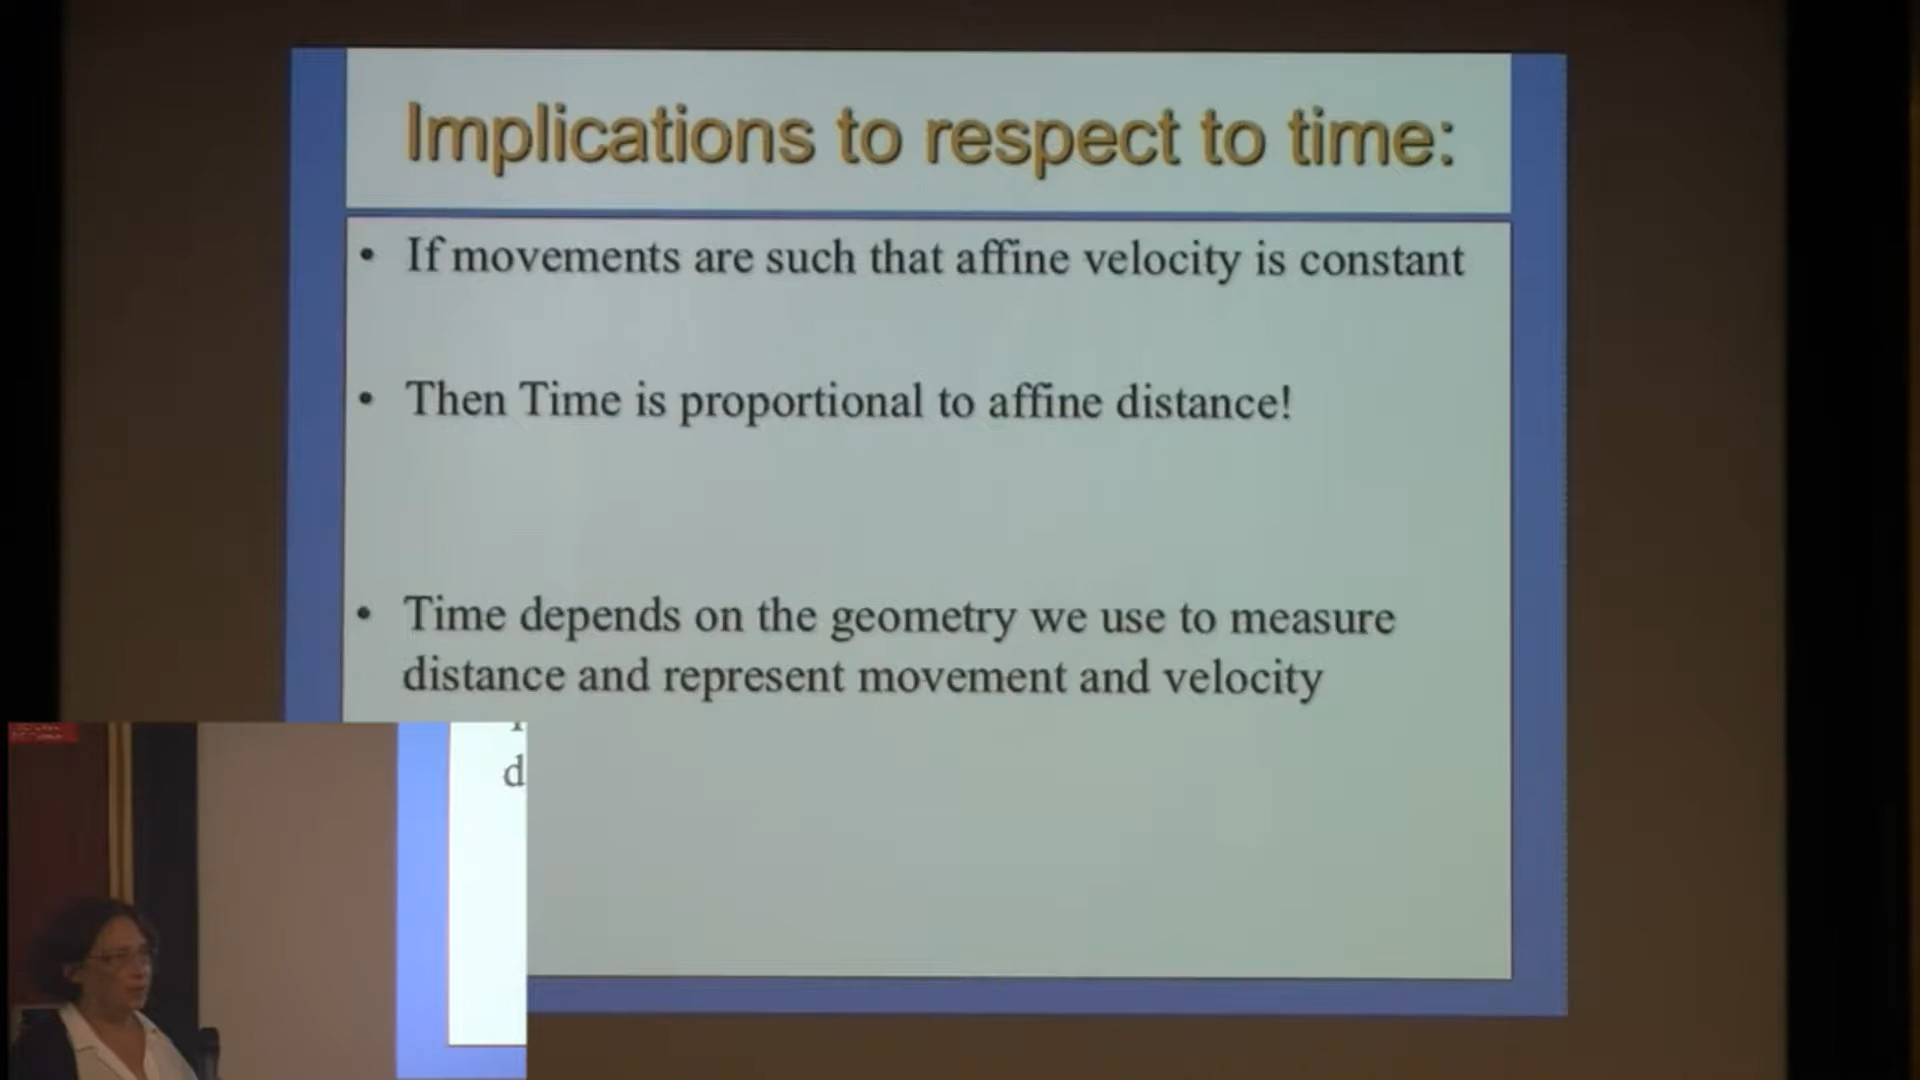 Implications to respect to time:
• If movements are such that affine velocity is constant
• Then Time is proportional to affine distance!
• Time depends on the geometry we use to measure
distance and represent movement and velocity
d